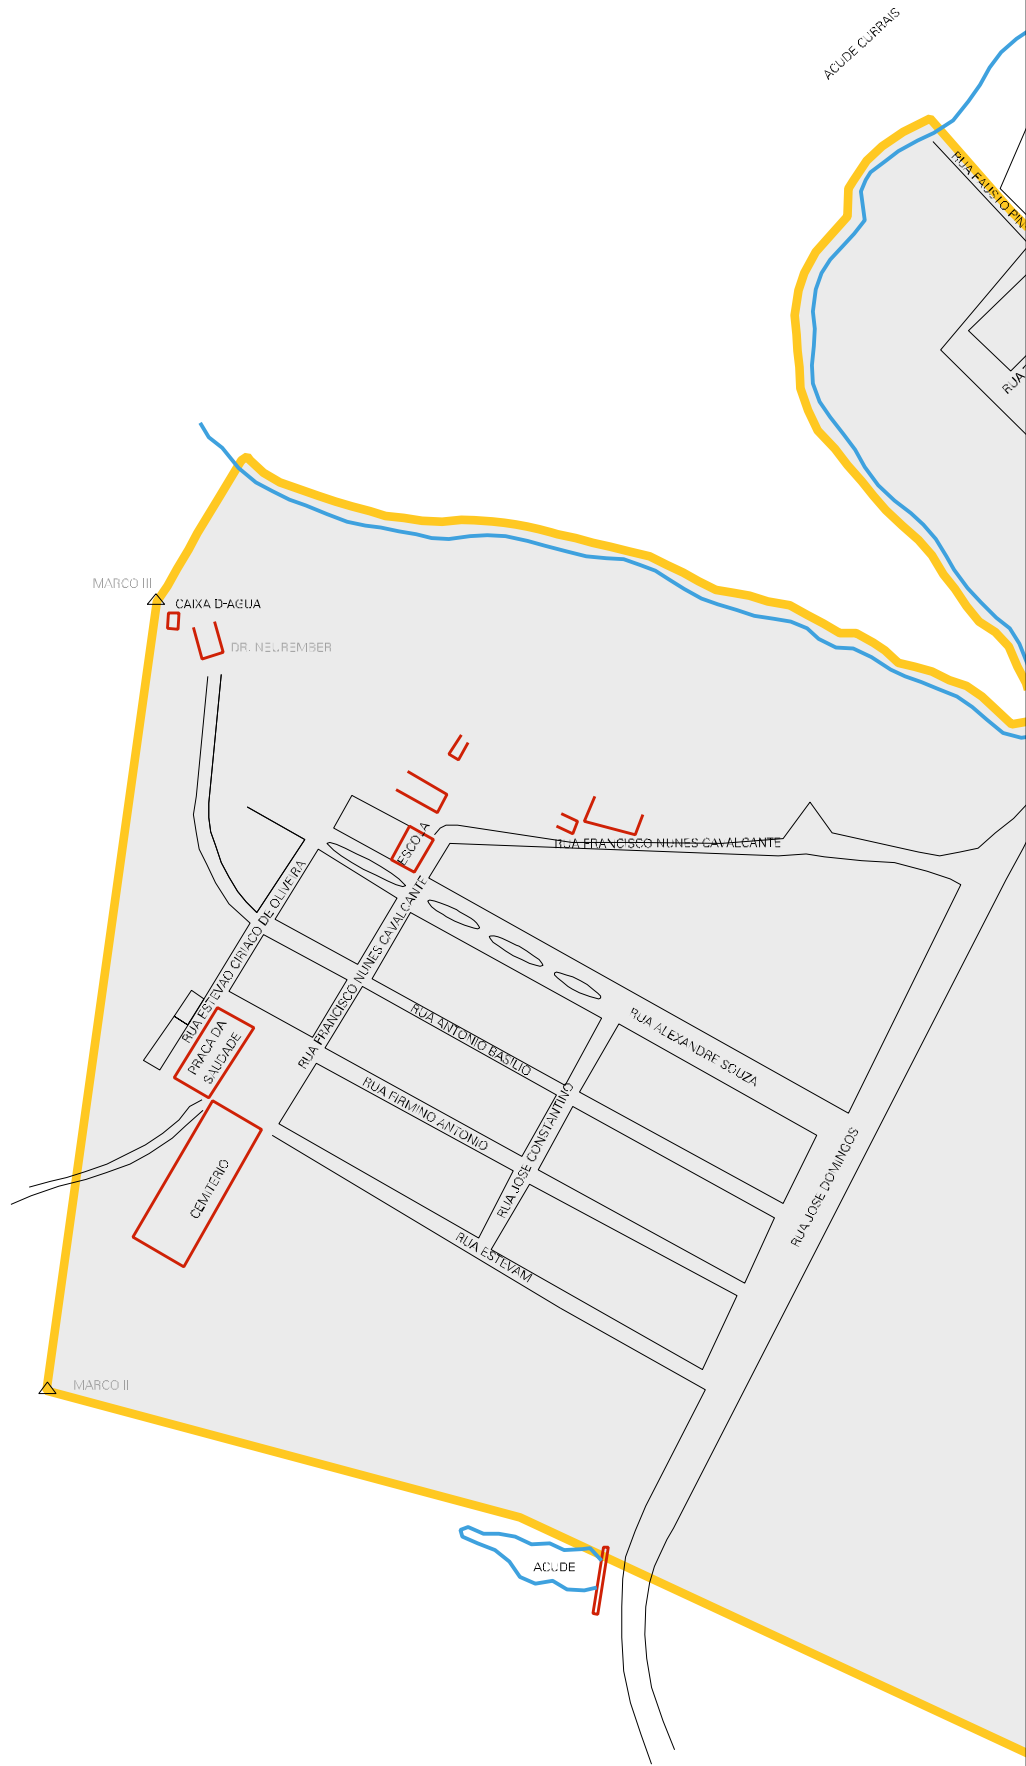 ACUDE CURRAIS
RUA FAUSTO PIN
RUA
MARCO III
CAIXA D-AGUA
DR. NEUREMBER
ESCOLA
RUA FRANCISCO NUNES CAVALCANTE
RUA ESTEVAO CIRIACO DE OLIVEIRA
RUA FRANCISCO NUNES CAVALCANTE
RUA ANTONIO BASILIO
RUA ALEXANDRE SOUZA
PRACA DA
SAUDADE
RUA FIRMINO ANTONIO
RUA JOSE CONSTANTINO
RUA JOSE DOMINGOS
CEMITERIO
RUA ESTEVAM
MARCO II
ACUDE